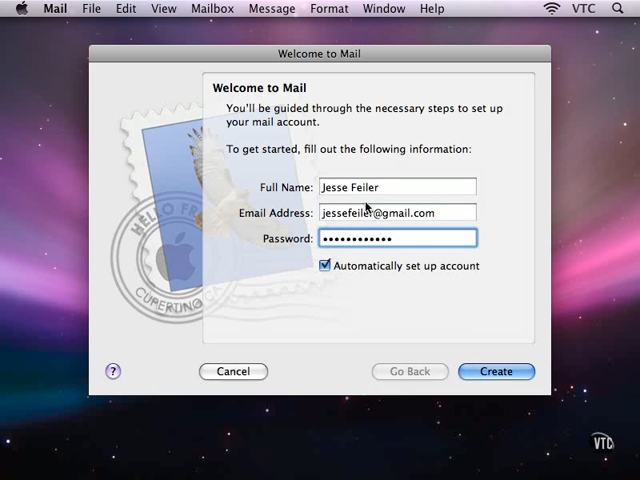 Mail File Edit View Mailbox Message Format Window Help VTC
Welcome to Mail
Welcome to Mail
You'll be guided through the necessary steps to set up
your mail account.
To get started, fill out the following information:
Full Name: Jesse Feiler
Email Address: jessefeiler@gmail.com
Password: ••••••••••••
Automatically set up account
HELLO FR
CUPERTINO C
? Cancel Go Back Create
VTC